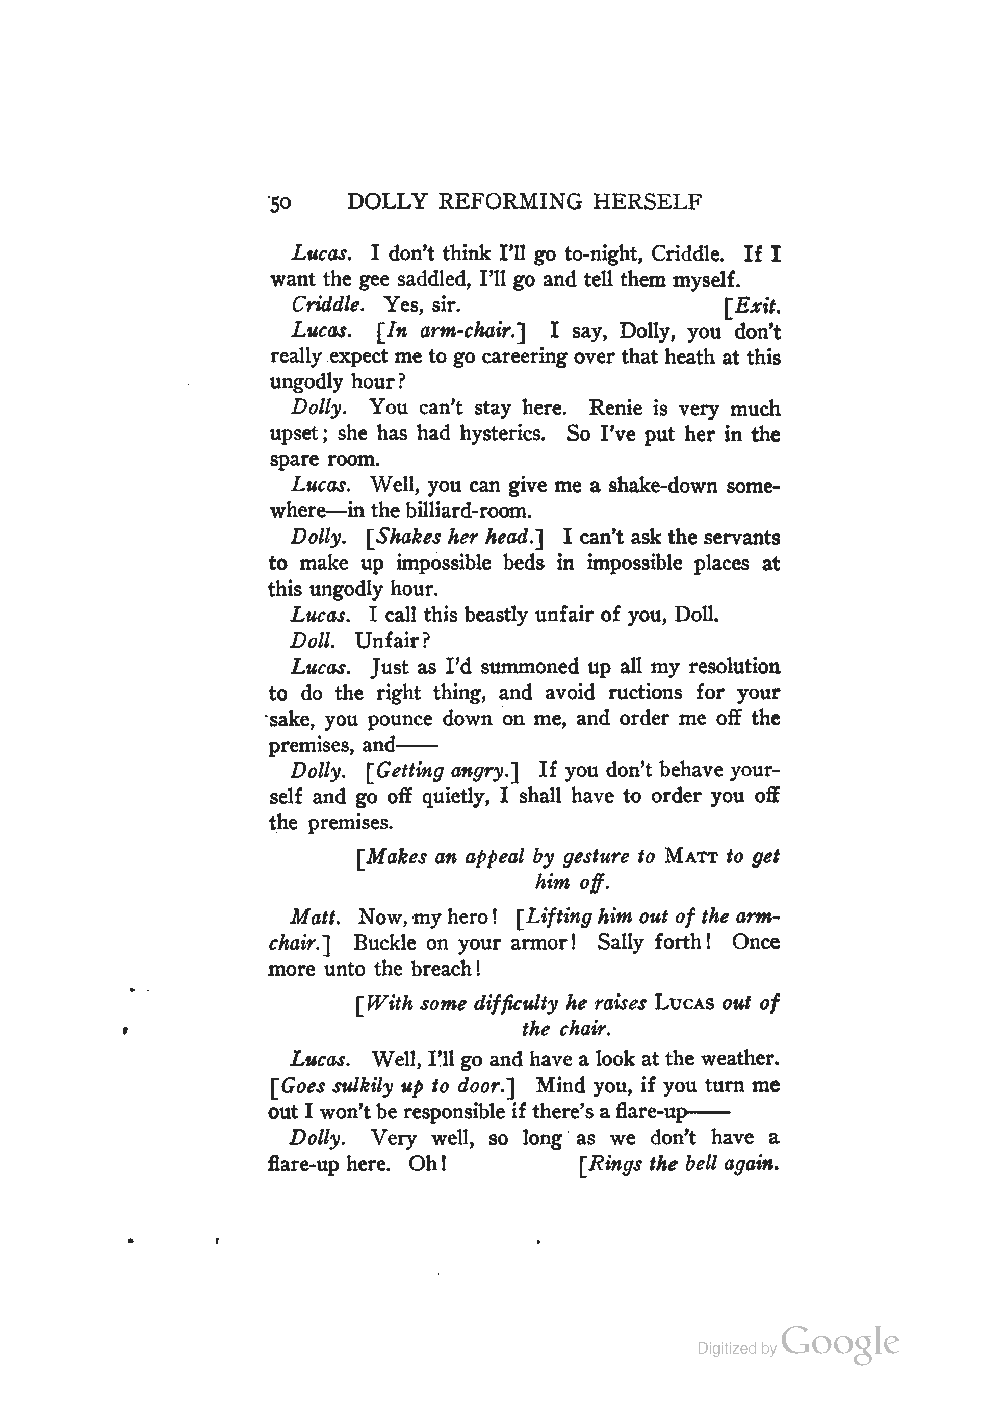 50 DOLLY REFORMING HERSELF
Lucas. I don't think I'll go to-night, Criddle. If I
want the gee saddled, I'll go and tell them myself.
Criddle. Yes, sir. [Exit.
Lucas. [In arm-chair.] I say, Dolly, you don't
really expect me to go careering over that heath at this
ungodly hour?
Dolly. You can't stay here. Renie is very much
upset; she has had hysterics. So I've put her in the
spare room.
Lucas. Well, you can give me a shake-down some-
where—in the billiard-room.
Dolly. [Shakes her head.] I can't ask the servants
to make up impossible beds in impossible places at
this ungodly hour.
Lucas. I call this beastly unfair of you, Doll.
Doll. Unfair?
Lucas. Just as I'd summoned up all my resolution
to do the right thing, and avoid ructions for your
sake, you pounce down on me, and order me off the
premises, and——
Dolly. [Getting angry.] If you don't behave your-
self and go off quietly, I shall have to order you off
the premises.
[Makes an appeal by gesture to MATT to get
him off.
Matt. Now, my hero! [Lifting him out of the arm-
chair.] Buckle on your armor! Sally forth! Once
more unto the breach!
[With some difficulty he raises LUCAS out of
the chair.
Lucas. Well, I'll go and have a look at the weather.
[Goes sulkily up to door.] Mind you, if you turn me
out I won't be responsible if there's a flare-up——
Dolly. Very well, so long as we don't have a
flare-up here. Oh! [Rings the bell again.
Digitized by Google